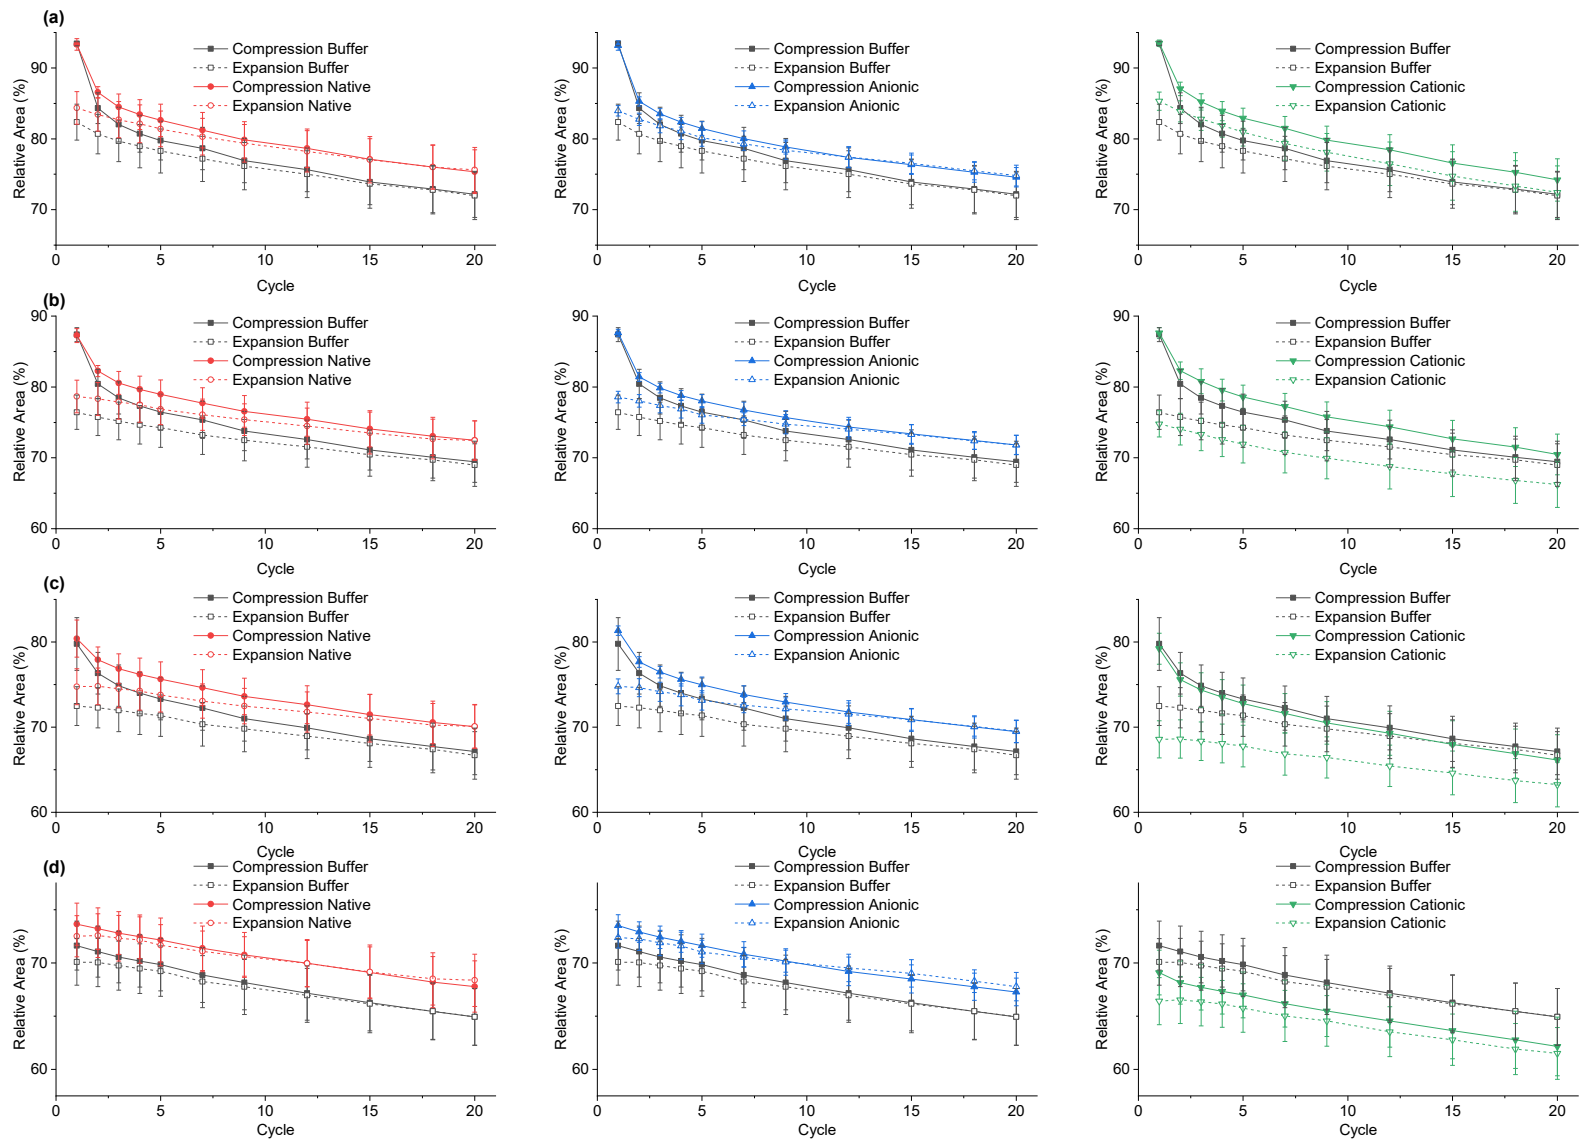 (a)
Relative Area (%)
90
80
70
0
5
10
15
20
Cycle
Compression Buffer
Expansion Buffer
Compression Native
Expansion Native
Relative Area (%)
90
80
70
0
5
10
15
20
Cycle
Compression Buffer
Expansion Buffer
Compression Anionic
Expansion Anionic
Relative Area (%)
90
80
70
0
5
10
15
20
Cycle
Compression Buffer
Expansion Buffer
Compression Cationic
Expansion Cationic
(b)
Relative Area (%)
90
80
70
60
0
5
10
15
20
Cycle
Compression Buffer
Expansion Buffer
Compression Native
Expansion Native
Relative Area (%)
90
80
70
60
0
5
10
15
20
Cycle
Compression Buffer
Expansion Buffer
Compression Anionic
Expansion Anionic
Relative Area (%)
90
80
70
60
0
5
10
15
20
Cycle
Compression Buffer
Expansion Buffer
Compression Cationic
Expansion Cationic
(c)
Relative Area (%)
80
70
60
0
5
10
15
20
Cycle
Compression Buffer
Expansion Buffer
Compression Native
Expansion Native
Relative Area (%)
80
70
60
0
5
10
15
20
Cycle
Compression Buffer
Expansion Buffer
Compression Anionic
Expansion Anionic
Relative Area (%)
80
70
60
0
5
10
15
20
Cycle
Compression Buffer
Expansion Buffer
Compression Cationic
Expansion Cationic
(d)
Relative Area (%)
70
60
0
5
10
15
20
Cycle
Compression Buffer
Expansion Buffer
Compression Native
Expansion Native
Relative Area (%)
70
60
0
5
10
15
20
Cycle
Compression Buffer
Expansion Buffer
Compression Anionic
Expansion Anionic
Relative Area (%)
70
60
0
5
10
15
20
Cycle
Compression Buffer
Expansion Buffer
Compression Cationic
Expansion Cationic